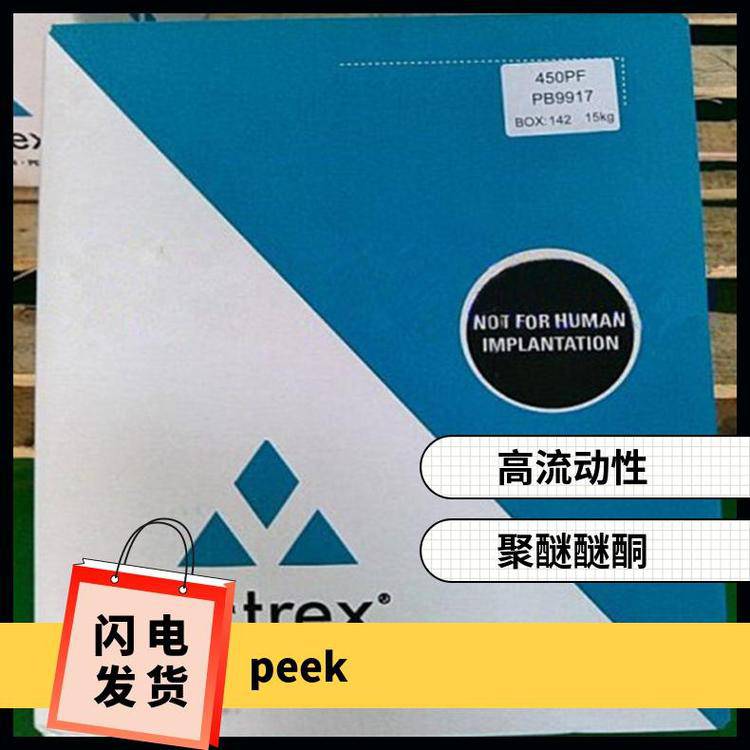 450PF
PB9917
BOX: 142 15kg
NOT FOR HUMAN
IMPLANTATION
高流动性
聚醚醚酮
trex®
闪电
发货
peek